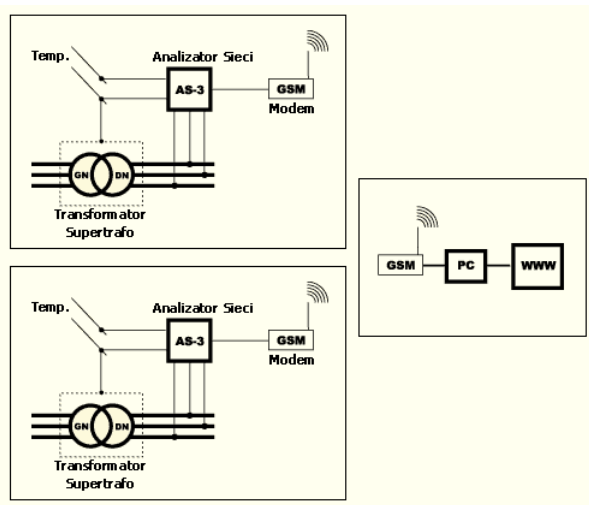 Temp.
Analizator Sieci
AS-3
GSM
Modem
GN
DN
Transformator
Supertrafo
GSM
PC
WWW
Temp.
Analizator Sieci
AS-3
GSM
Modem
GN
DN
Transformator
Supertrafo